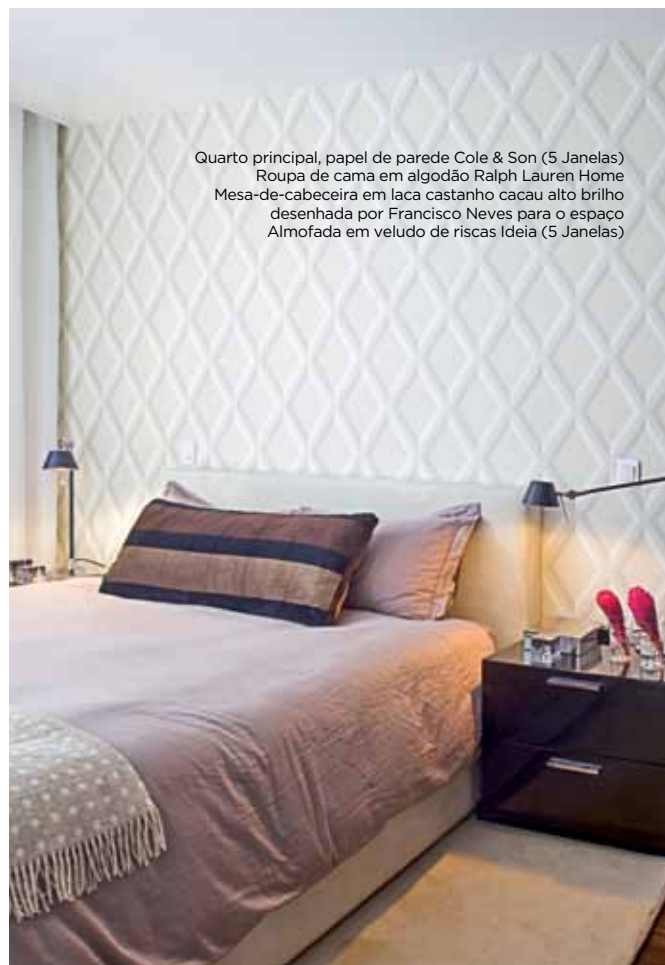 Quarto principal, papel de parede Cole & Son (5 Janelas)
Roupa de cama em algodão Ralph Lauren Home
Mesa-de-cabeceira em laca castanho cacau alto brilho
desenhada por Francisco Neves para o espaço
Almofada em veludo de riscas Ideia (5 Janelas)